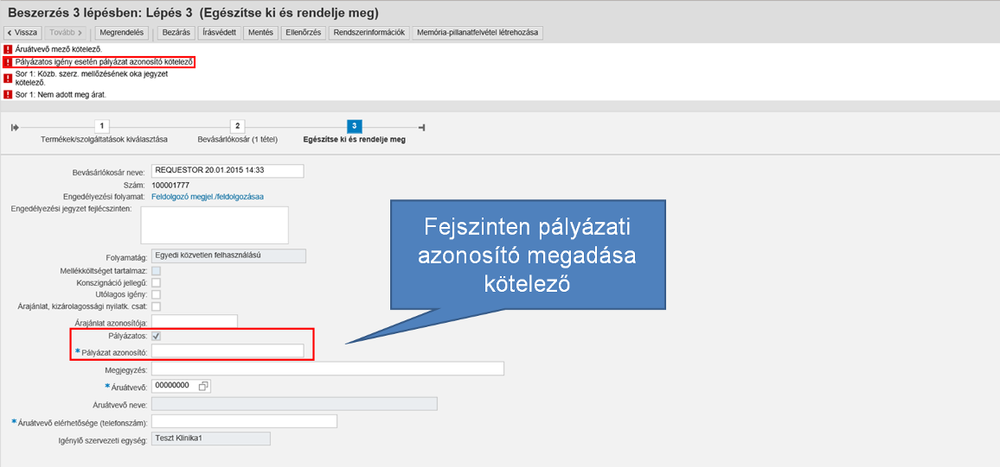 Beszerzés 3 lépésben: Lépés 3 (Egészítse ki és rendelje meg)
Vissza Tovább Megrendelés Bezárás Írásvédett Mentés Ellenőrzés Rendszerinformációk Memória-pillanatfelvétel létrehozása
Áruátvevő mező kötelező.
Pályázatos igény esetén pályázat azonosító kötelező
Sor 1: Közb. szerz. mellőzésének oka jegyzet
kötelező.
Sor 1: Nem adott meg árat.
1 2 3
Termékek/szolgáltatások kiválasztása Bevásárlókosár (1 tétel) Egészítse ki és rendelje meg
Bevásárlókosár neve: REQUESTOR 20.01.2015 14:33
Szám: 100001777
Engedélyezési folyamat: Feldolgozó megjel./feldolgozásaa
Engedélyezési jegyzet fejlécszinten:
Folyamatág: Egyedi közvetlen felhasználású
Mellékköltséget tartalmaz:
Konszignáció jellegű:
Utólagos igény:
Árajánlat, kizárolagossági nyilatk. csat:
Árajánlat azonosítója:
Pályázatos:
* Pályázat azonosító:
Megjegyzés:
* Áruátvevő: 00000000
Áruátvevő neve:
* Áruátvevő elérhetősége (telefonszám):
Igénylő szervezeti egység: Teszt Klinika1
Fejszinten pályázati
azonosító megadása
kötelező